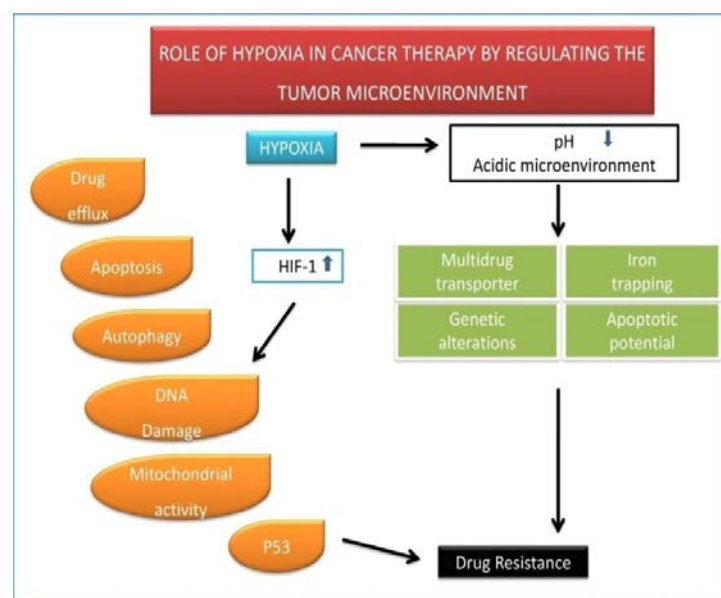 ROLE OF HYPOXIA IN CANCER THERAPY BY REGULATING THE
TUMOR MICROENVIRONMENT
HYPOXIA
pH
Acidic microenvironment
Drug
efflux
Apoptosis
HIF-1
Multidrug
transporter
Iron
trapping
Autophagy
Genetic
alterations
Apoptotic
potential
DNA
Damage
Mitochondrial
activity
P53
Drug Resistance